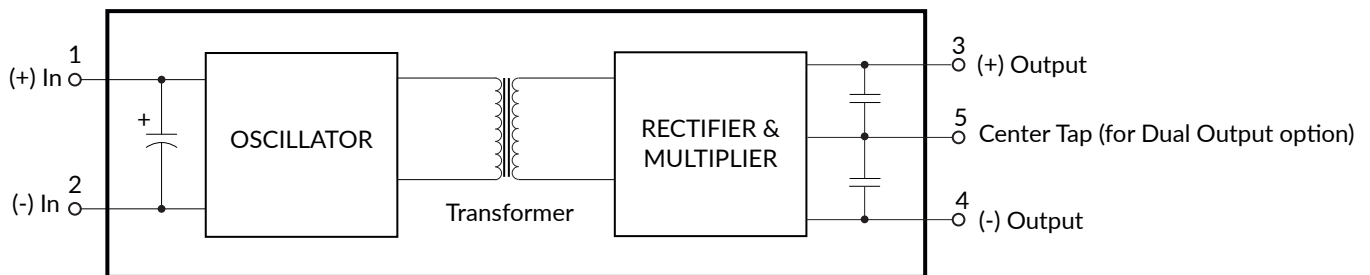 1
(+) In
+
2
(-) In
OSCILLATOR
Transformer
RECTIFIER &
MULTIPLIER
3
(+) Output
5
Center Tap (for Dual Output option)
4
(-) Output